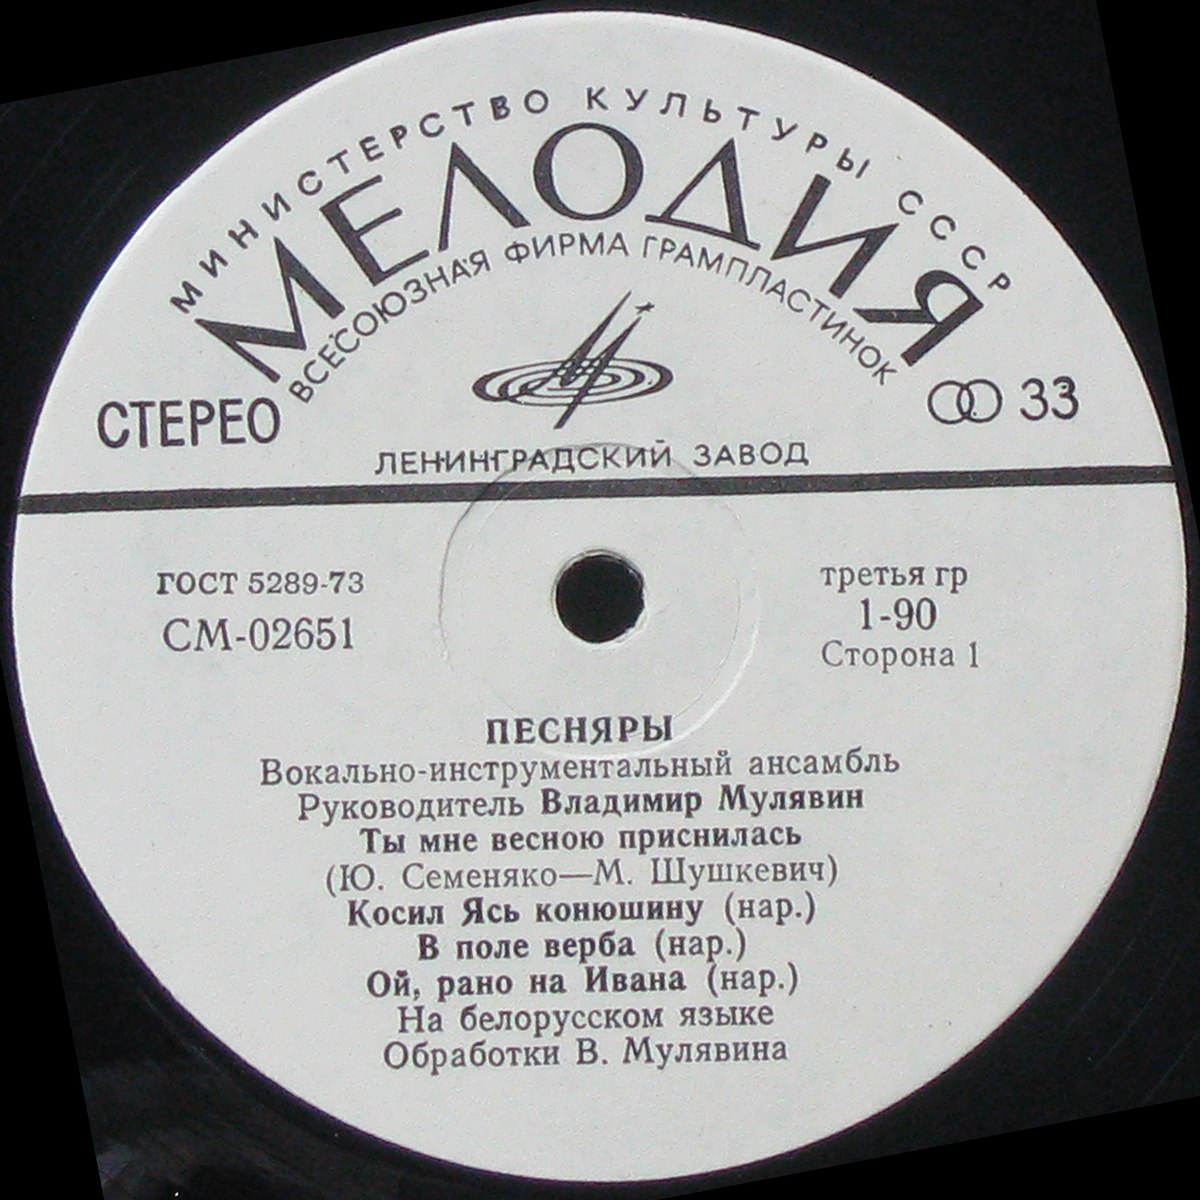 МИНИСТЕРСТВО КУЛЬТУРЫ СССР
МЕЛОДИЯ
ВСЕСОЮЗНАЯ ФИРМА ГРАМПЛАСТИНОК
СТЕРЕО
33
ЛЕНИНГРАДСКИЙ ЗАВОД
ГОСТ 5289-73
СМ-02651
третья гр
1-90
Сторона 1
ПЕСНЯРЫ
Вокально-инструментальный ансамбль
Руководитель Владимир Мулявин
Ты мне весною приснилась
(Ю. Семеняко—М. Шушкевич)
Косил Ясь конюшину (нар.)
В поле верба (нар.)
Ой, рано на Ивана (нар.)
На белорусском языке
Обработки В. Мулявина